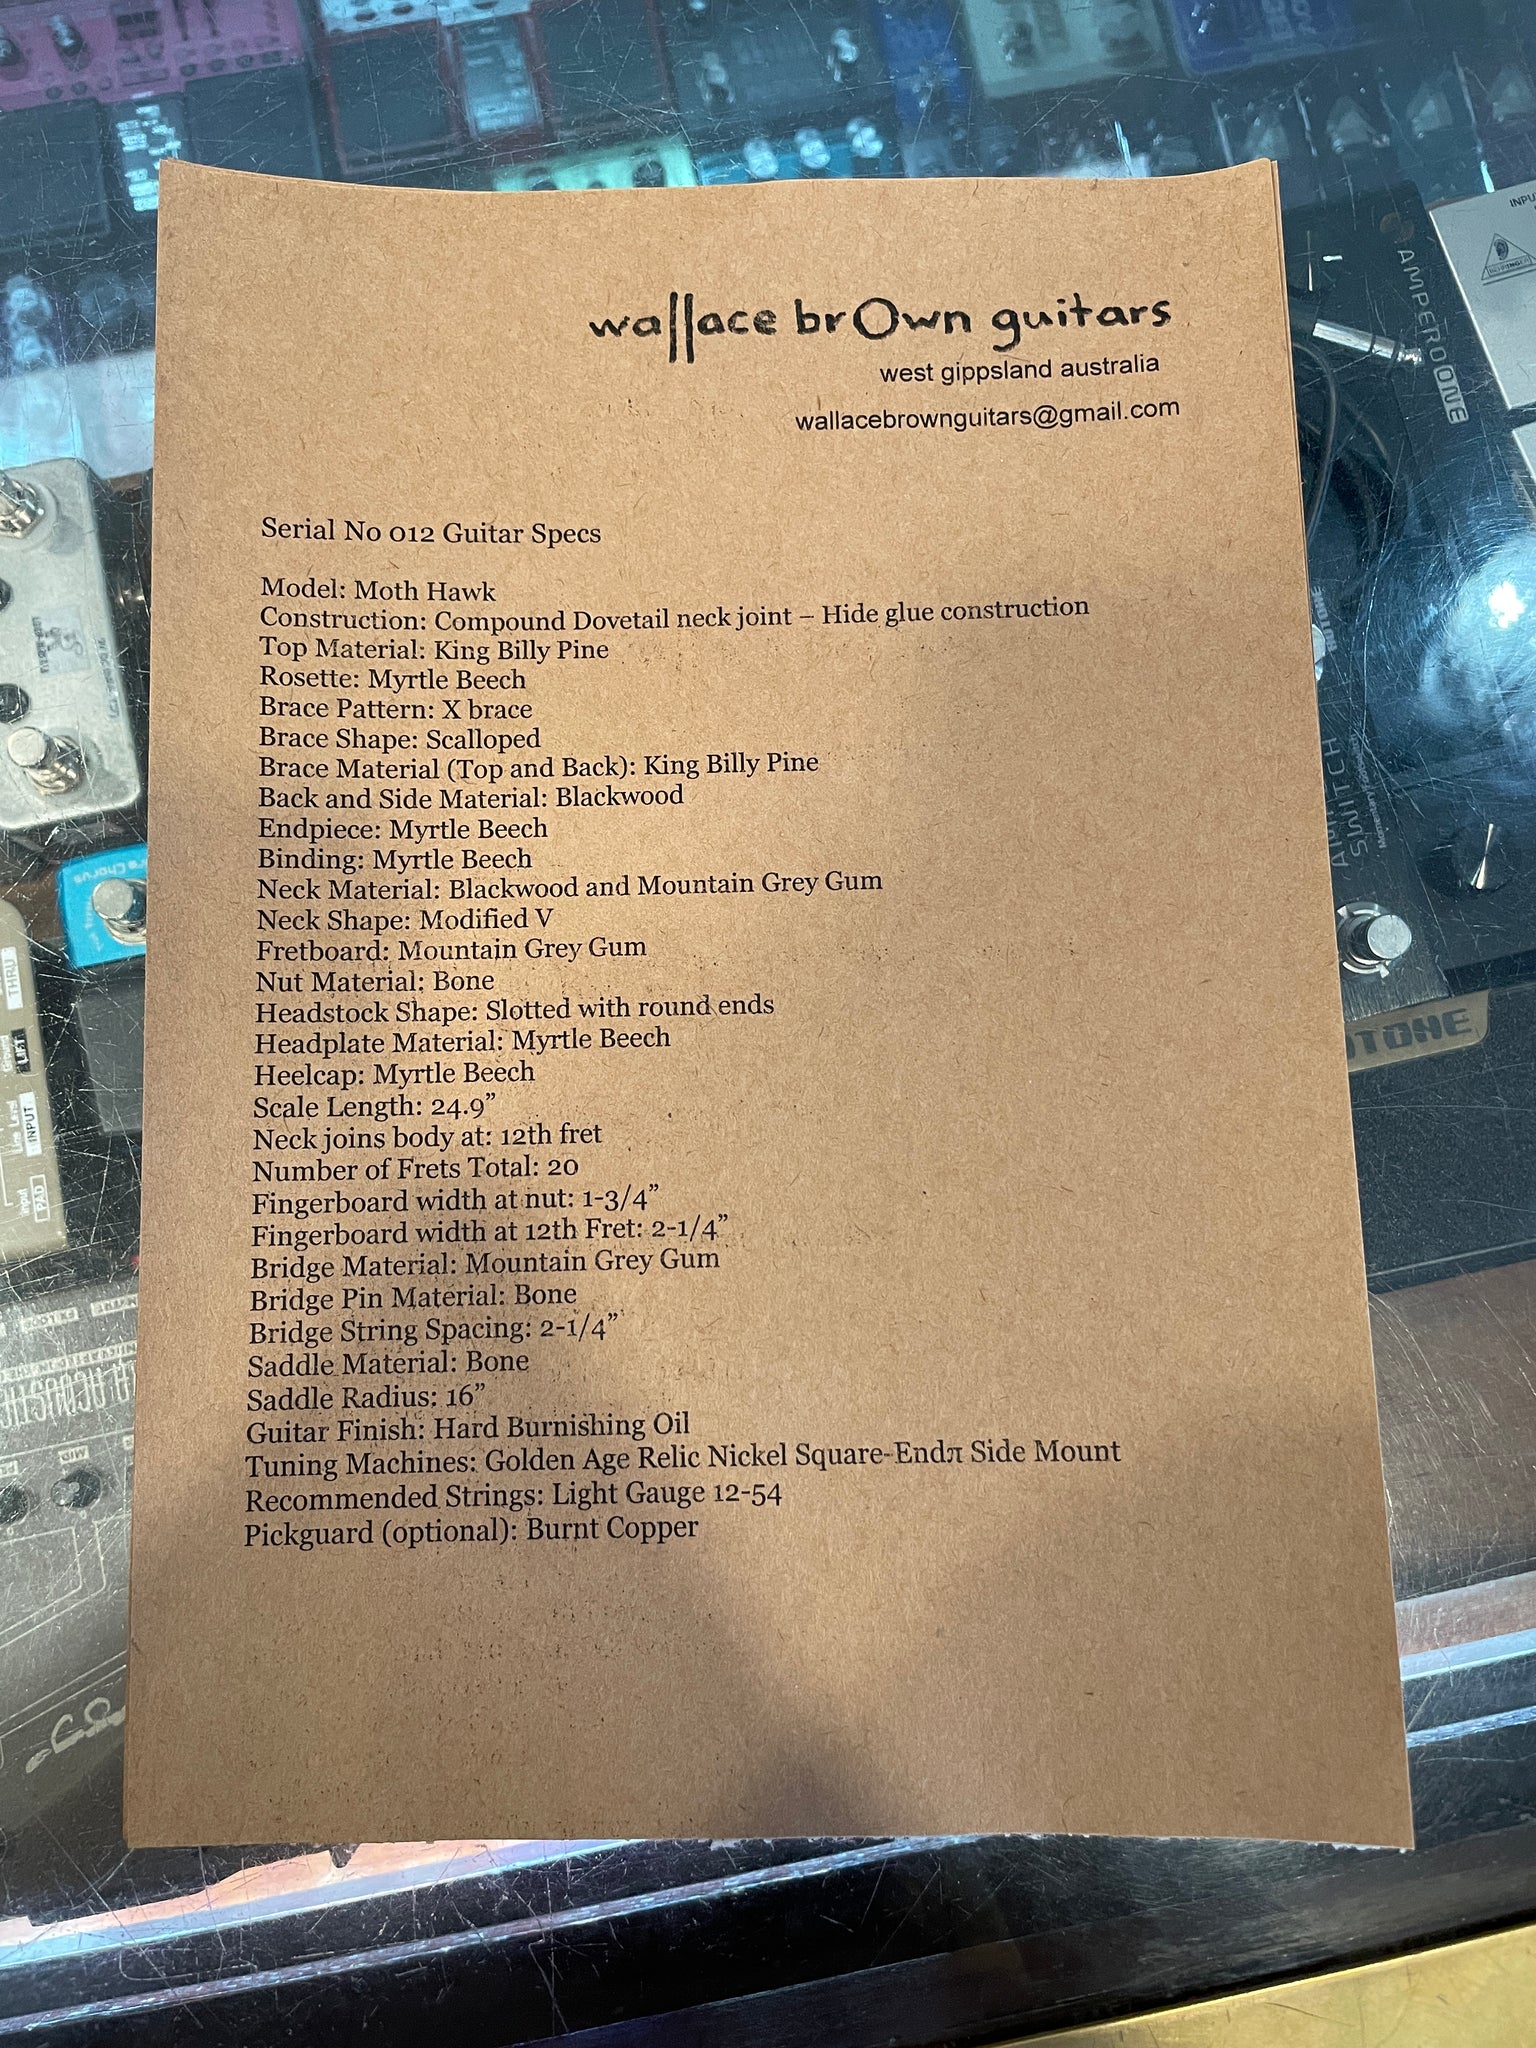 wallace brOwn guitars
west gippsland australia
wallacebrownguitars@gmail.com
Serial No 012 Guitar Specs
Model: Moth Hawk
Construction: Compound Dovetail neck joint – Hide glue construction
Top Material: King Billy Pine
Rosette: Myrtle Beech
Brace Pattern: X brace
Brace Shape: Scalloped
Brace Material (Top and Back): King Billy Pine
Back and Side Material: Blackwood
Endpiece: Myrtle Beech
Binding: Myrtle Beech
Neck Material: Blackwood and Mountain Grey Gum
Neck Shape: Modified V
Fretboard: Mountain Grey Gum
Nut Material: Bone
Headstock Shape: Slotted with round ends
Headplate Material: Myrtle Beech
Heelcap: Myrtle Beech
Scale Length: 24.9”
Neck joins body at: 12th fret
Number of Frets Total: 20
Fingerboard width at nut: 1-3/4”
Fingerboard width at 12th Fret: 2-1/4”
Bridge Material: Mountain Grey Gum
Bridge Pin Material: Bone
Bridge String Spacing: 2-1/4”
Saddle Material: Bone
Saddle Radius: 16”
Guitar Finish: Hard Burnishing Oil
Tuning Machines: Golden Age Relic Nickel Square-Endπ Side Mount
Recommended Strings: Light Gauge 12-54
Pickguard (optional): Burnt Copper
AMPERO ONE
SWITCH
THRU
Ground
LIFT
INPUT
input
PAD
MID